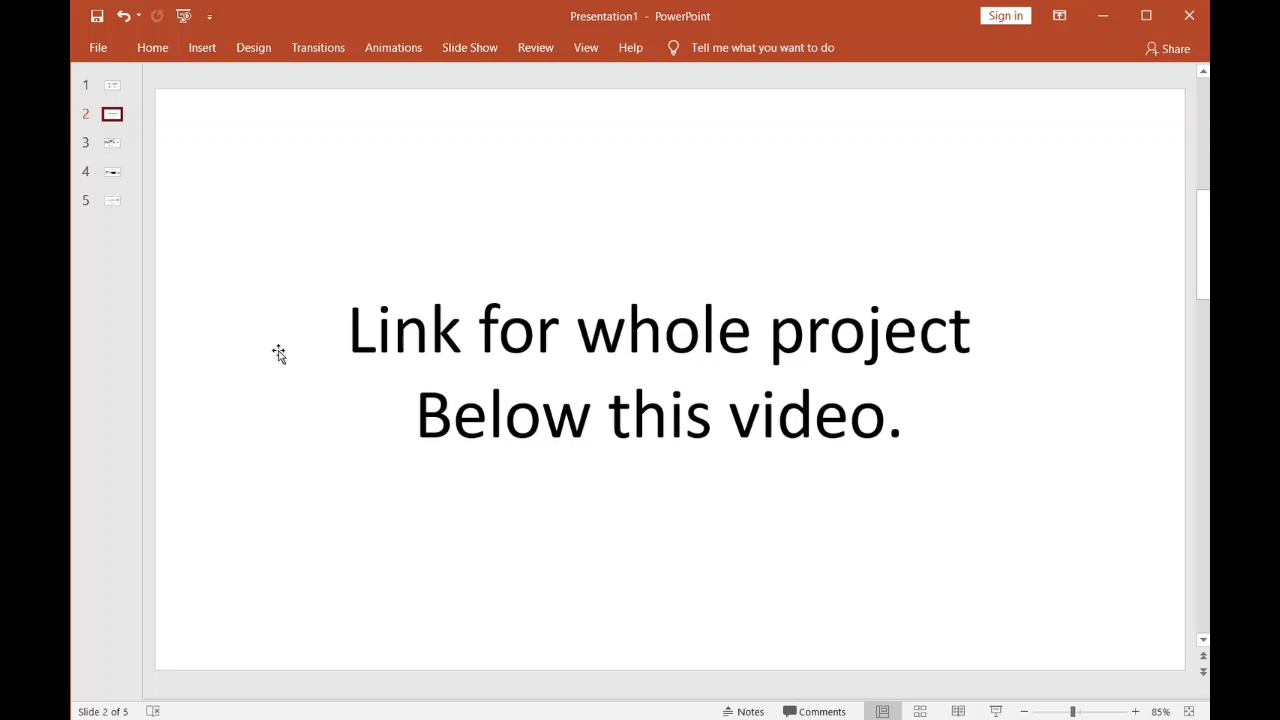 Presentation1 - PowerPoint
Sign in
File Home Insert Design Transitions Animations Slide Show Review View Help Tell me what you want to do Share
1
2
3
4
5
Link for whole project
Below this video.
Slide 2 of 5 Notes Comments 85%